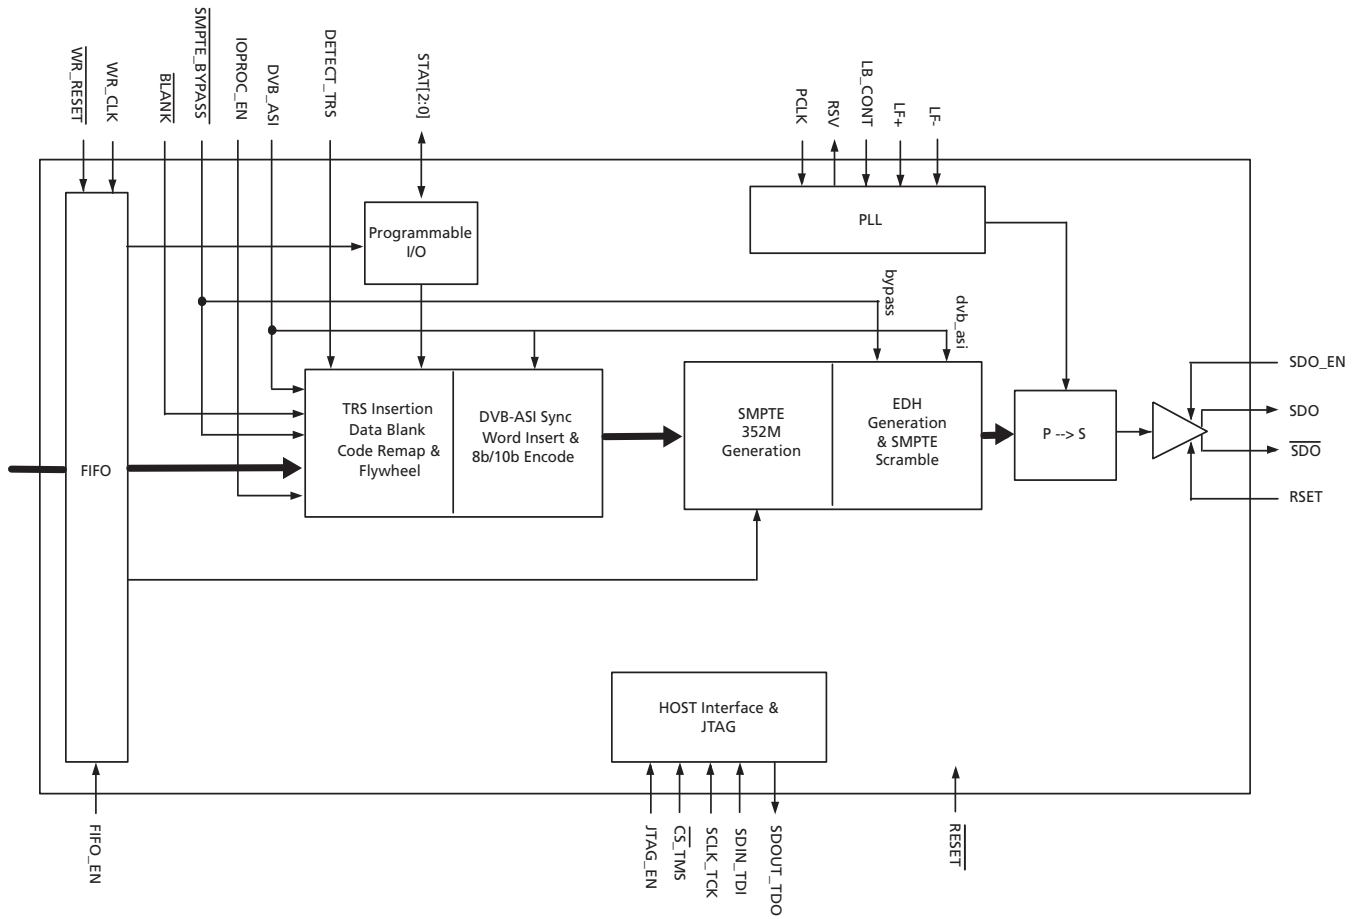 WR_RESET
WR_CLK
BLANK
SMPTE_BYPASS
IOPROC_EN
DVB_ASI
DETECT_TRS
STAT[2:0]
PCLK
RSV
LB_CONT
LF+
LF-
Programmable
I/O
PLL
bypass
dvb_asi
FIFO
TRS Insertion
Data Blank
Code Remap &
Flywheel
DVB-ASI Sync
Word Insert &
8b/10b Encode
SMPTE
352M
Generation
EDH
Generation
& SMPTE
Scramble
P --> S
SDO_EN
SDO
SDO
RSET
HOST Interface &
JTAG
FIFO_EN
JTAG_EN
CS_TMS
SCLK_TCK
SDIN_TDI
SDOUT_TDO
RESET